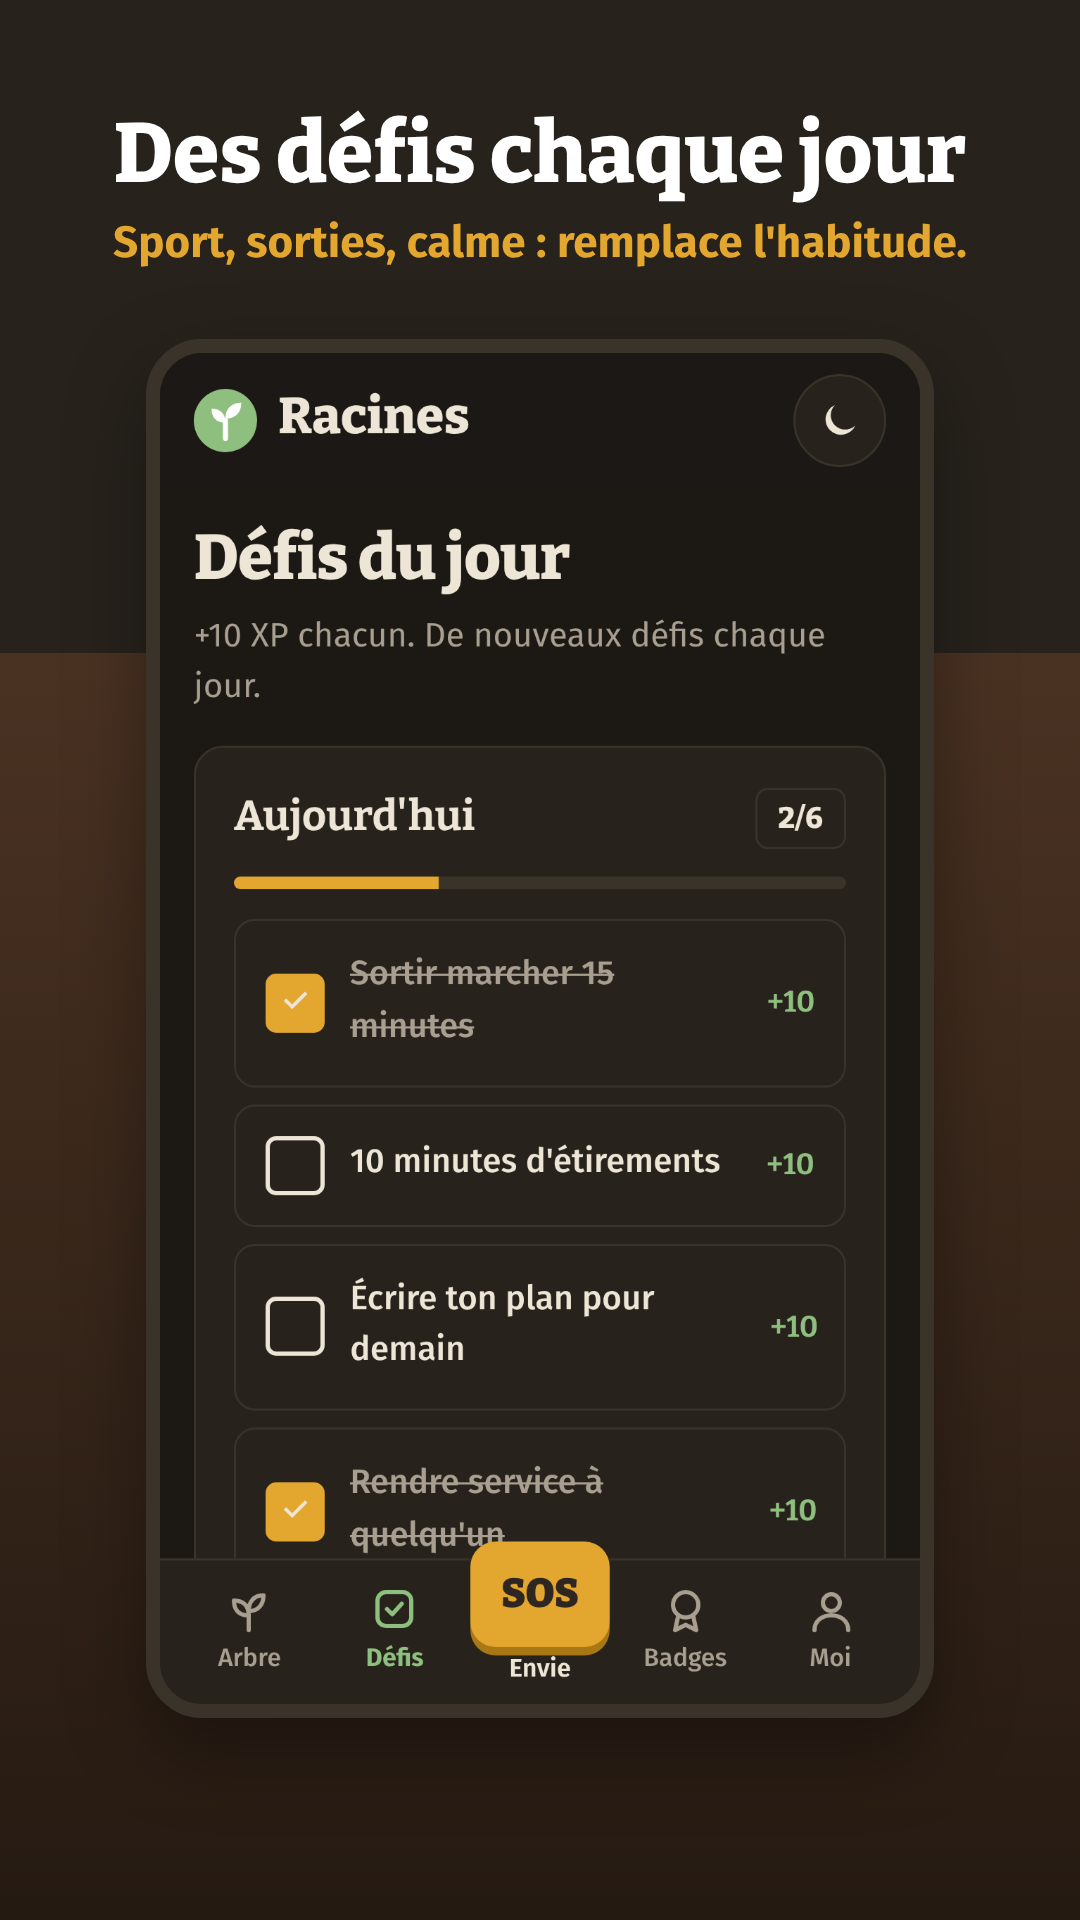 Des défis chaque jour
Sport, sorties, calme : remplace l'habitude.
Racines
Défis du jour
+10 XP chacun. De nouveaux défis chaque
jour.
Aujourd'hui
2/6
Sortir marcher 15
minutes
+10
10 minutes d'étirements
+10
Écrire ton plan pour
demain
+10
Rendre service à
quelqu'un
+10
SOS
Arbre
Défis
Envie
Badges
Moi